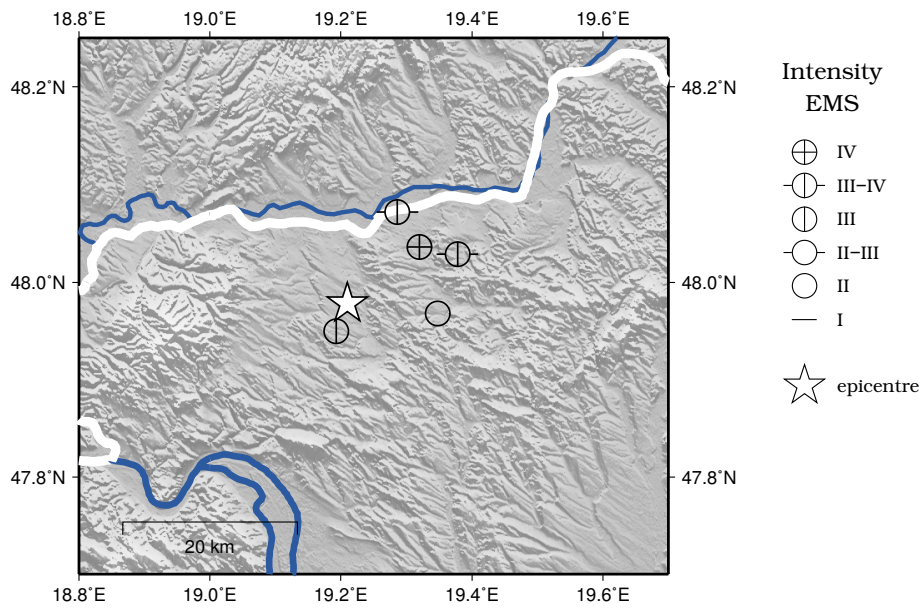 18.8˚E 19.0˚E 19.2˚E 19.4˚E 19.6˚E
48.2˚N 48.2˚N
48.0˚N 48.0˚N
47.8˚N 47.8˚N
20 km
18.8˚E 19.0˚E 19.2˚E 19.4˚E 19.6˚E
Intensity
EMS
IV
III–IV
III
II–III
II
I
epicentre